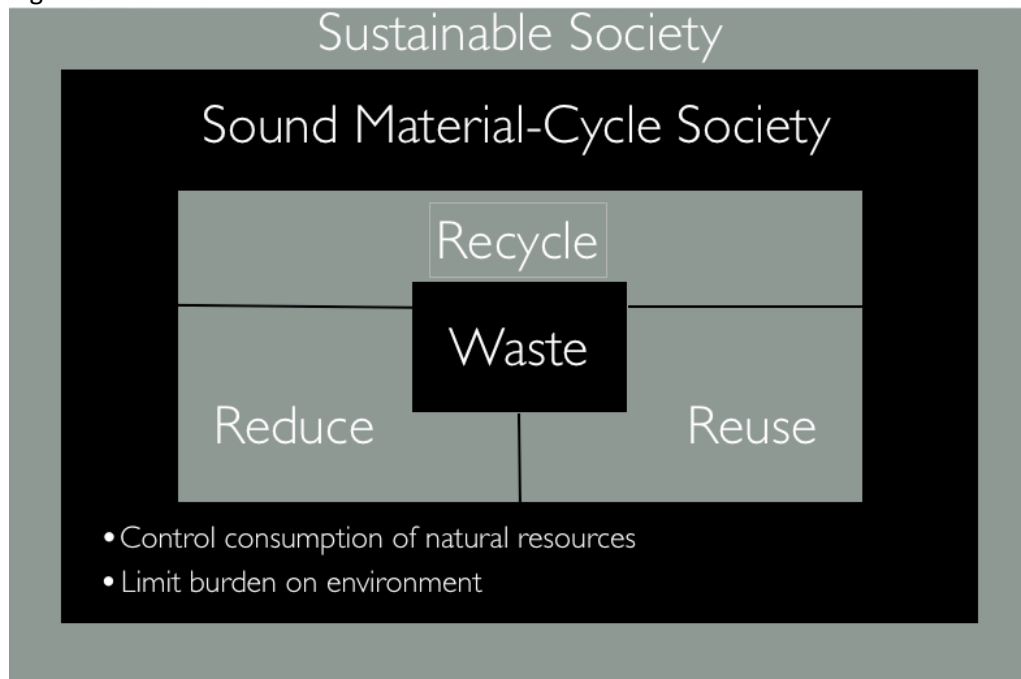 Sustainable Society
Sound Material-Cycle Society
Recycle
Waste
Reduce
Reuse
• Control consumption of natural resources
• Limit burden on environment